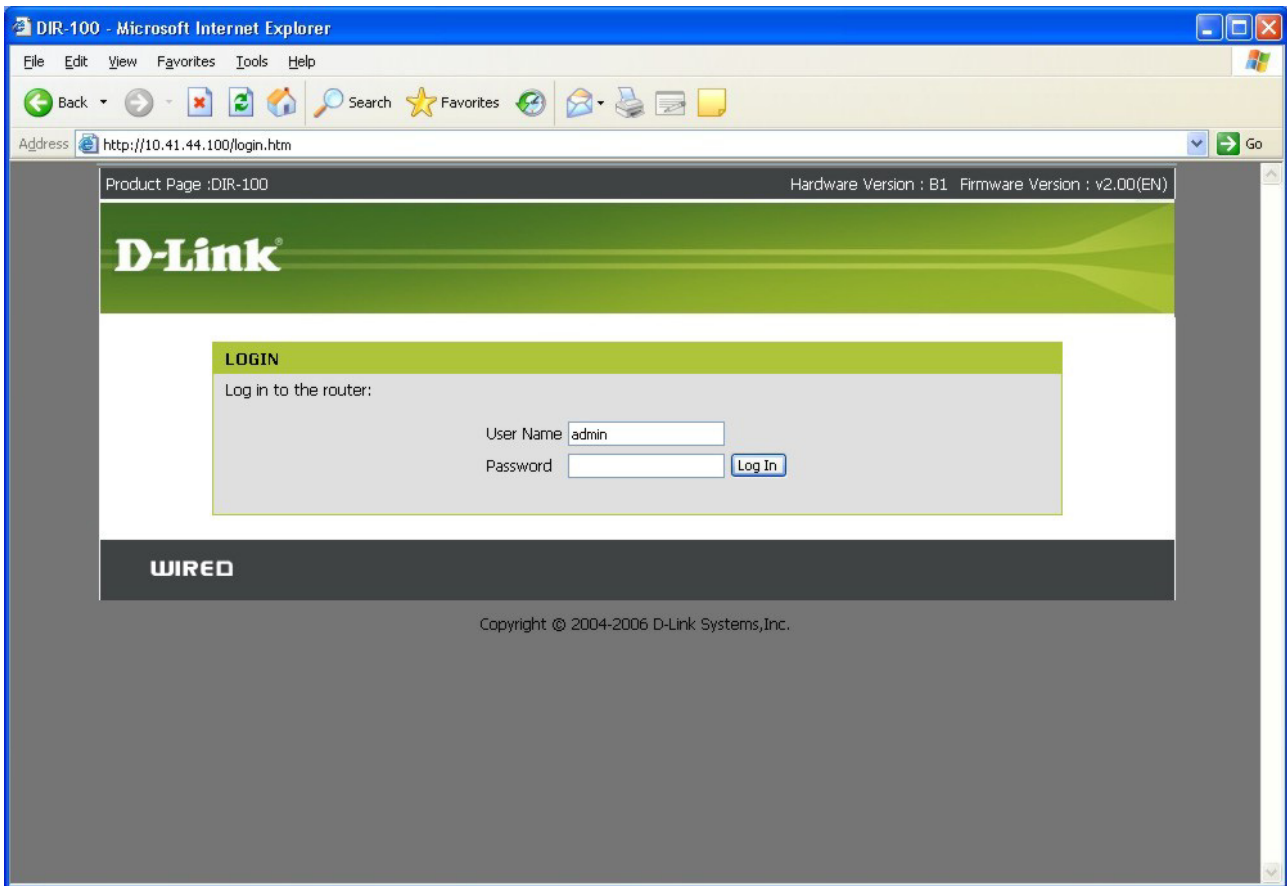 DIR-100 - Microsoft Internet Explorer
File Edit View Favorites Tools Help
Back Search Favorites
Address http://10.41.44.100/login.htm Go
Product Page :DIR-100 Hardware Version : B1 Firmware Version : v2.00(EN)
D-Link®
LOGIN
Log in to the router:
User Name admin
Password Log In
WIRED
Copyright © 2004-2006 D-Link Systems,Inc.